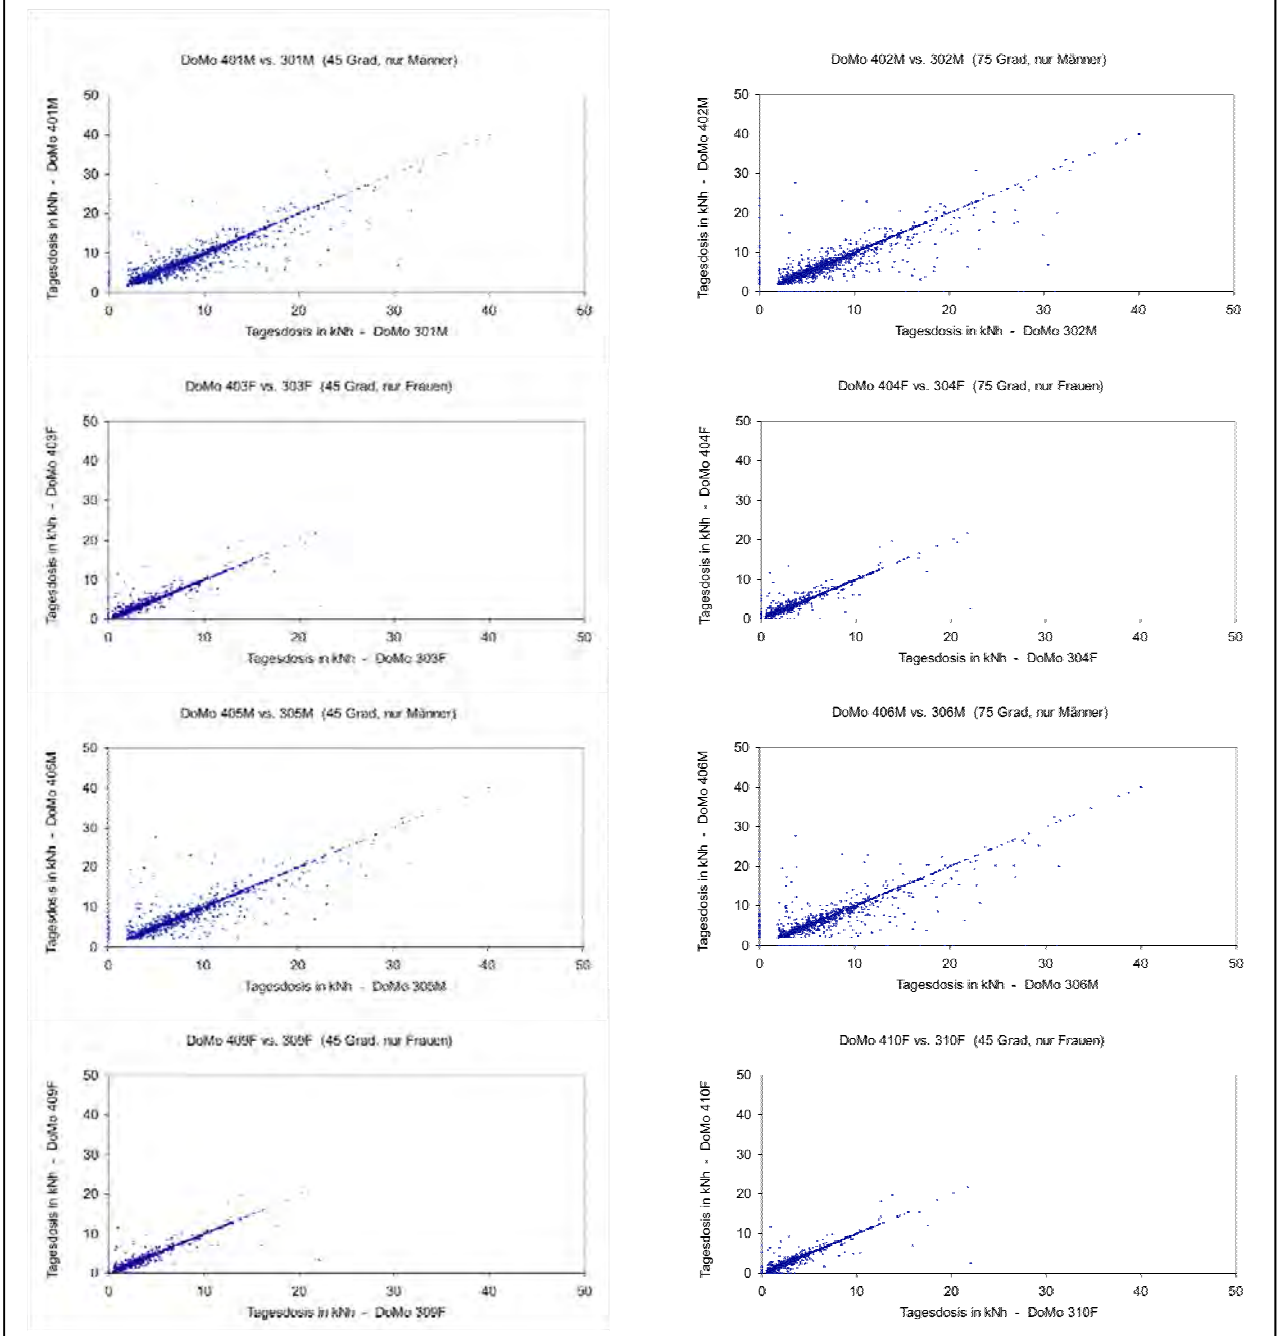 DoMo 401M vs. 301M (45 Grad, nur Männer)
Tagesdosis in kNh - DoMo 401M
50
40
30
20
10
0
0 10 20 30 40 50
Tagesdosis in kNh - DoMo 301M
DoMo 402M vs. 302M (75 Grad, nur Männer)
Tagesdosis in kNh - DoMo 402M
50
40
30
20
10
0
0 10 20 30 40 50
Tagesdosis in kNh - DoMo 302M
DoMo 403F vs. 303F (45 Grad, nur Frauen)
Tagesdosis in kNh - DoMo 403F
50
40
30
20
10
0
0 10 20 30 40 50
Tagesdosis in kNh - DoMo 303F
DoMo 404F vs. 304F (75 Grad, nur Frauen)
Tagesdosis in kNh - DoMo 404F
50
40
30
20
10
0
0 10 20 30 40 50
Tagesdosis in kNh - DoMo 304F
DoMo 405M vs. 305M (45 Grad, nur Männer)
Tagesdosis in kNh - DoMo 405M
50
40
30
20
10
0
0 10 20 30 40 50
Tagesdosis in kNh - DoMo 305M
DoMo 406M vs. 306M (75 Grad, nur Männer)
Tagesdosis in kNh - DoMo 406M
50
40
30
20
10
0
0 10 20 30 40 50
Tagesdosis in kNh - DoMo 306M
DoMo 409F vs. 309F (45 Grad, nur Frauen)
Tagesdosis in kNh - DoMo 409F
50
40
30
20
10
0
0 10 20 30 40 50
Tagesdosis in kNh - DoMo 309F
DoMo 410F vs. 310F (45 Grad, nur Frauen)
Tagesdosis in kNh - DoMo 410F
50
40
30
20
10
0
0 10 20 30 40 50
Tagesdosis in kNh - DoMo 310F